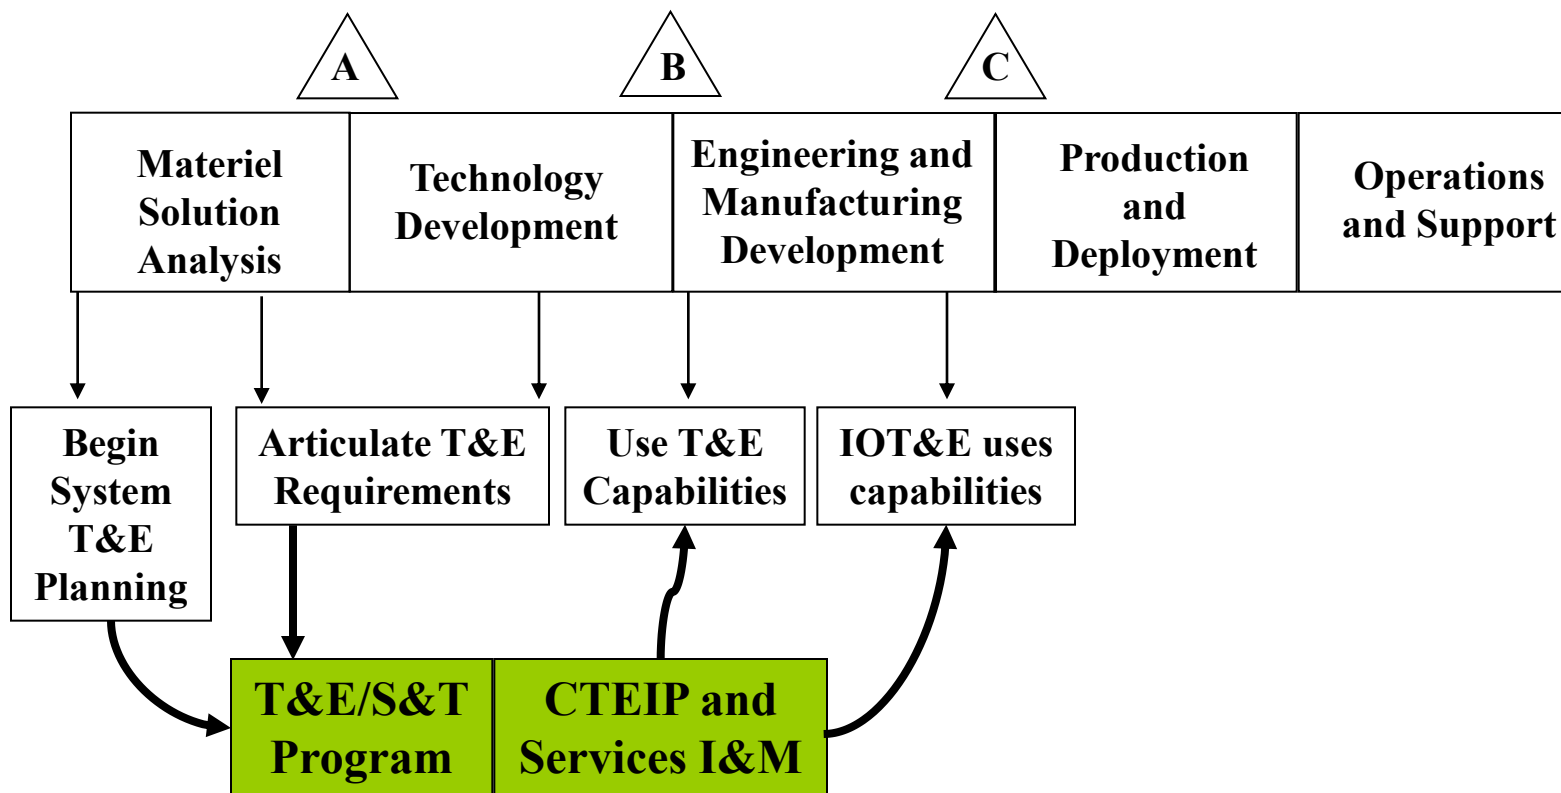 A
B
C
Materiel
Solution
Analysis
Technology
Development
Engineering and
Manufacturing
Development
Production
and
Deployment
Operations
and Support
Begin
System
T&E
Planning
Articulate T&E
Requirements
Use T&E
Capabilities
IOT&E uses
capabilities
T&E/S&T
Program
CTEIP and
Services I&M